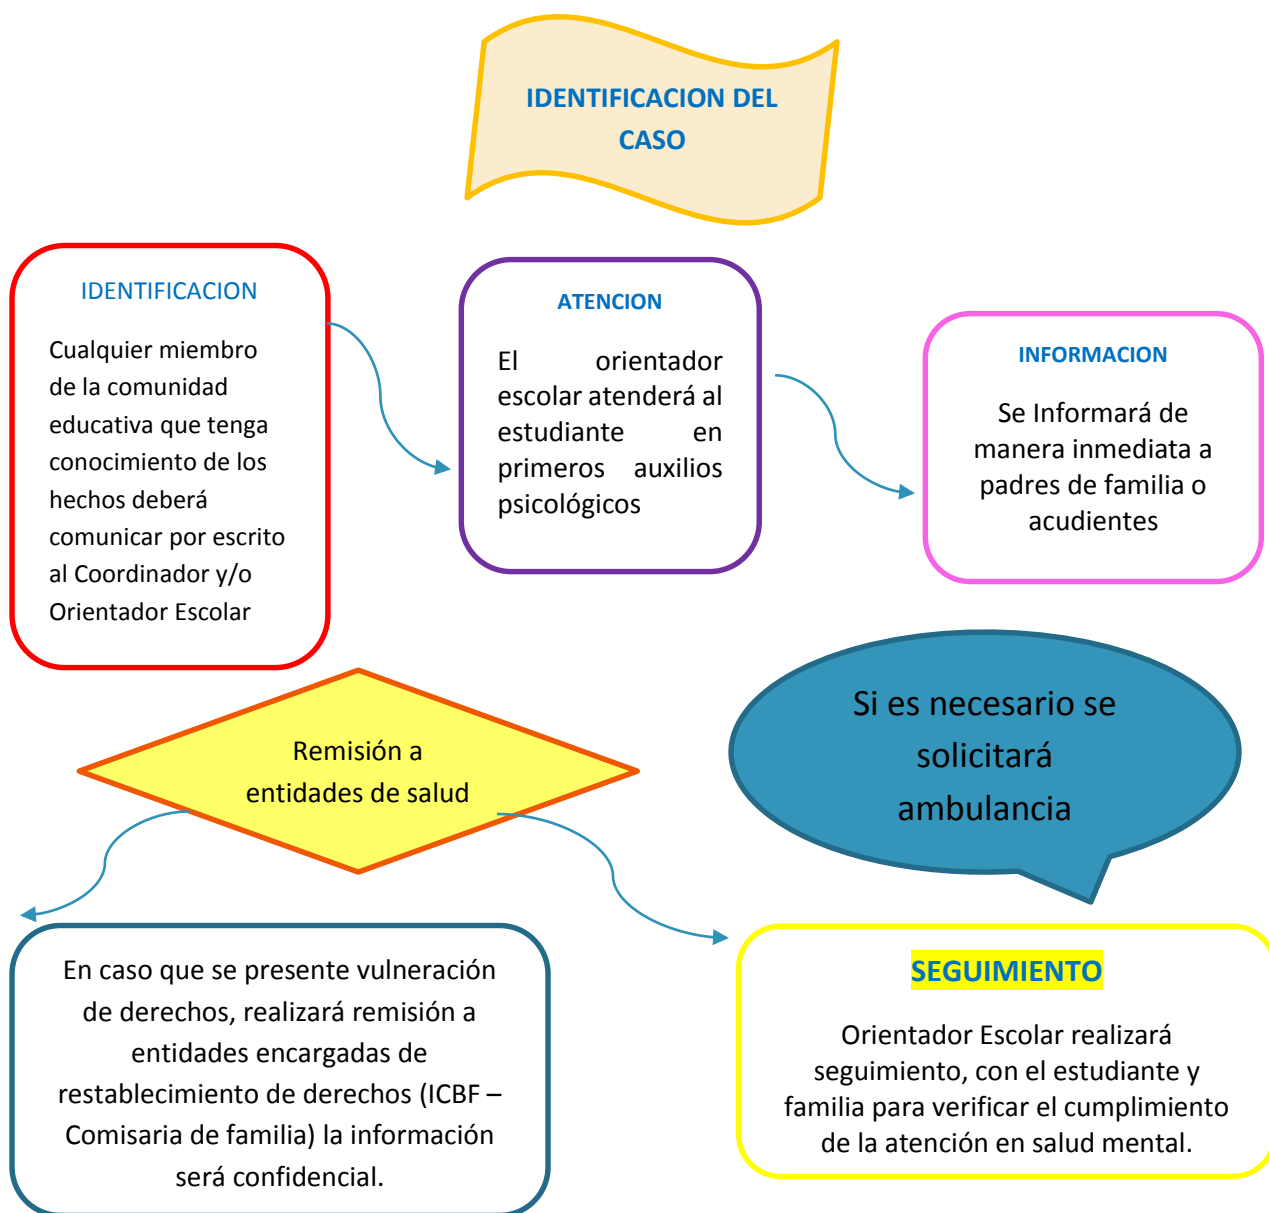 IDENTIFICACION DEL
CASO
IDENTIFICACION
Cualquier miembro
de la comunidad
educativa que tenga
conocimiento de los
hechos deberá
comunicar por escrito
al Coordinador y/o
Orientador Escolar
ATENCION
El orientador
escolar atenderá al
estudiante en
primeros auxilios
psicológicos
INFORMACION
Se Informará de
manera inmediata a
padres de familia o
acudientes
Remisión a
entidades de salud
Si es necesario se
solicitará
ambulancia
En caso que se presente vulneración
de derechos, realizará remisión a
entidades encargadas de
restablecimiento de derechos (ICBF –
Comisaria de familia) la información
será confidencial.
SEGUIMIENTO
Orientador Escolar realizará
seguimiento, con el estudiante y
familia para verificar el cumplimiento
de la atención en salud mental.